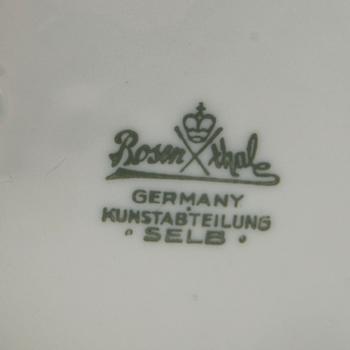 Rosenthal
GERMANY
KUNSTABTEILUNG
• SELB •